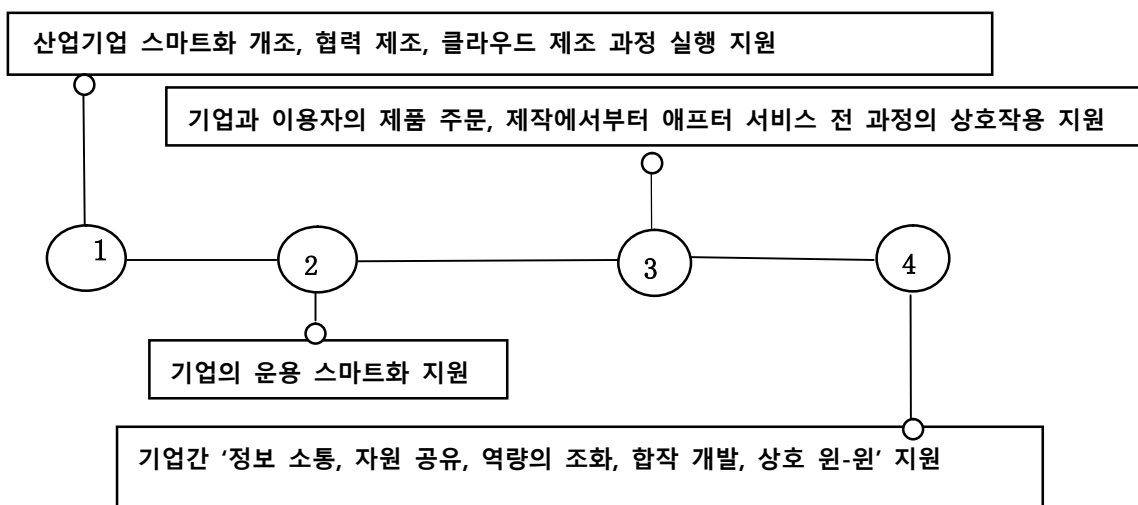 산업기업 스마트화 개조, 협력 제조, 클라우드 제조 과정 실행 지원
기업과 이용자의 제품 주문, 제작에서부터 애프터 서비스 전 과정의 상호작용 지원
1
2
3
4
기업의 운용 스마트화 지원
기업간 ‘정보 소통, 자원 공유, 역량의 조화, 합작 개발, 상호 윈-윈’ 지원